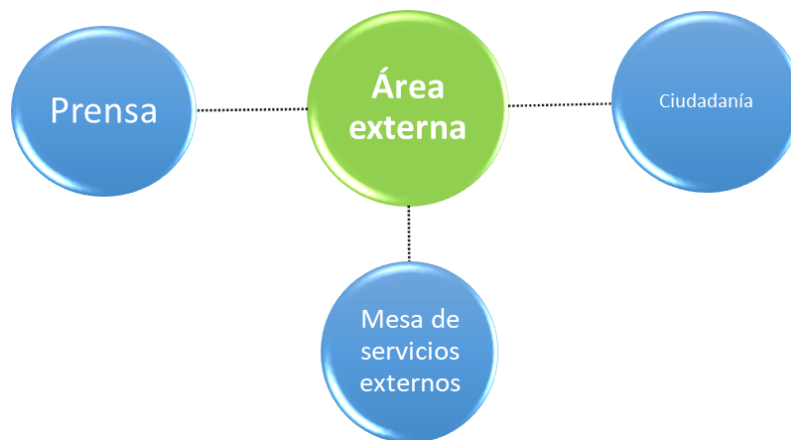 Prensa
Área
externa
Ciudadanía
Mesa de
servicios
externos